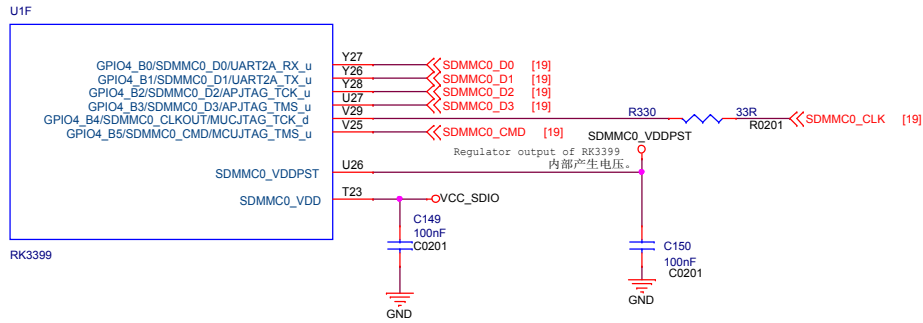 U1F
GPIO4_B0/SDMMC0_D0/UART2A_RX_u Y27 SDMMC0_D0 [19]
GPIO4_B1/SDMMC0_D1/UART2A_TX_u Y26 SDMMC0_D1 [19]
GPIO4_B2/SDMMC0_D2/APJTAG_TCK_u Y28 SDMMC0_D2 [19]
GPIO4_B3/SDMMC0_D3/APJTAG_TMS_u U27 SDMMC0_D3 [19]
GPIO4_B4/SDMMC0_CLKOUT/MUCJTAG_TCK_d V29 R330 33R SDMMC0_CLK [19]
R0201
GPIO4_B5/SDMMC0_CMD/MCUJTAG_TMS_u V25 SDMMC0_CMD [19]
SDMMC0_VDDPST
Regulator output of RK3399
内部产生电压。
SDMMC0_VDDPST U26
SDMMC0_VDD T23 VCC_SDIO
C149
100nF
C0201
GND
C150
100nF
C0201
GND
RK3399